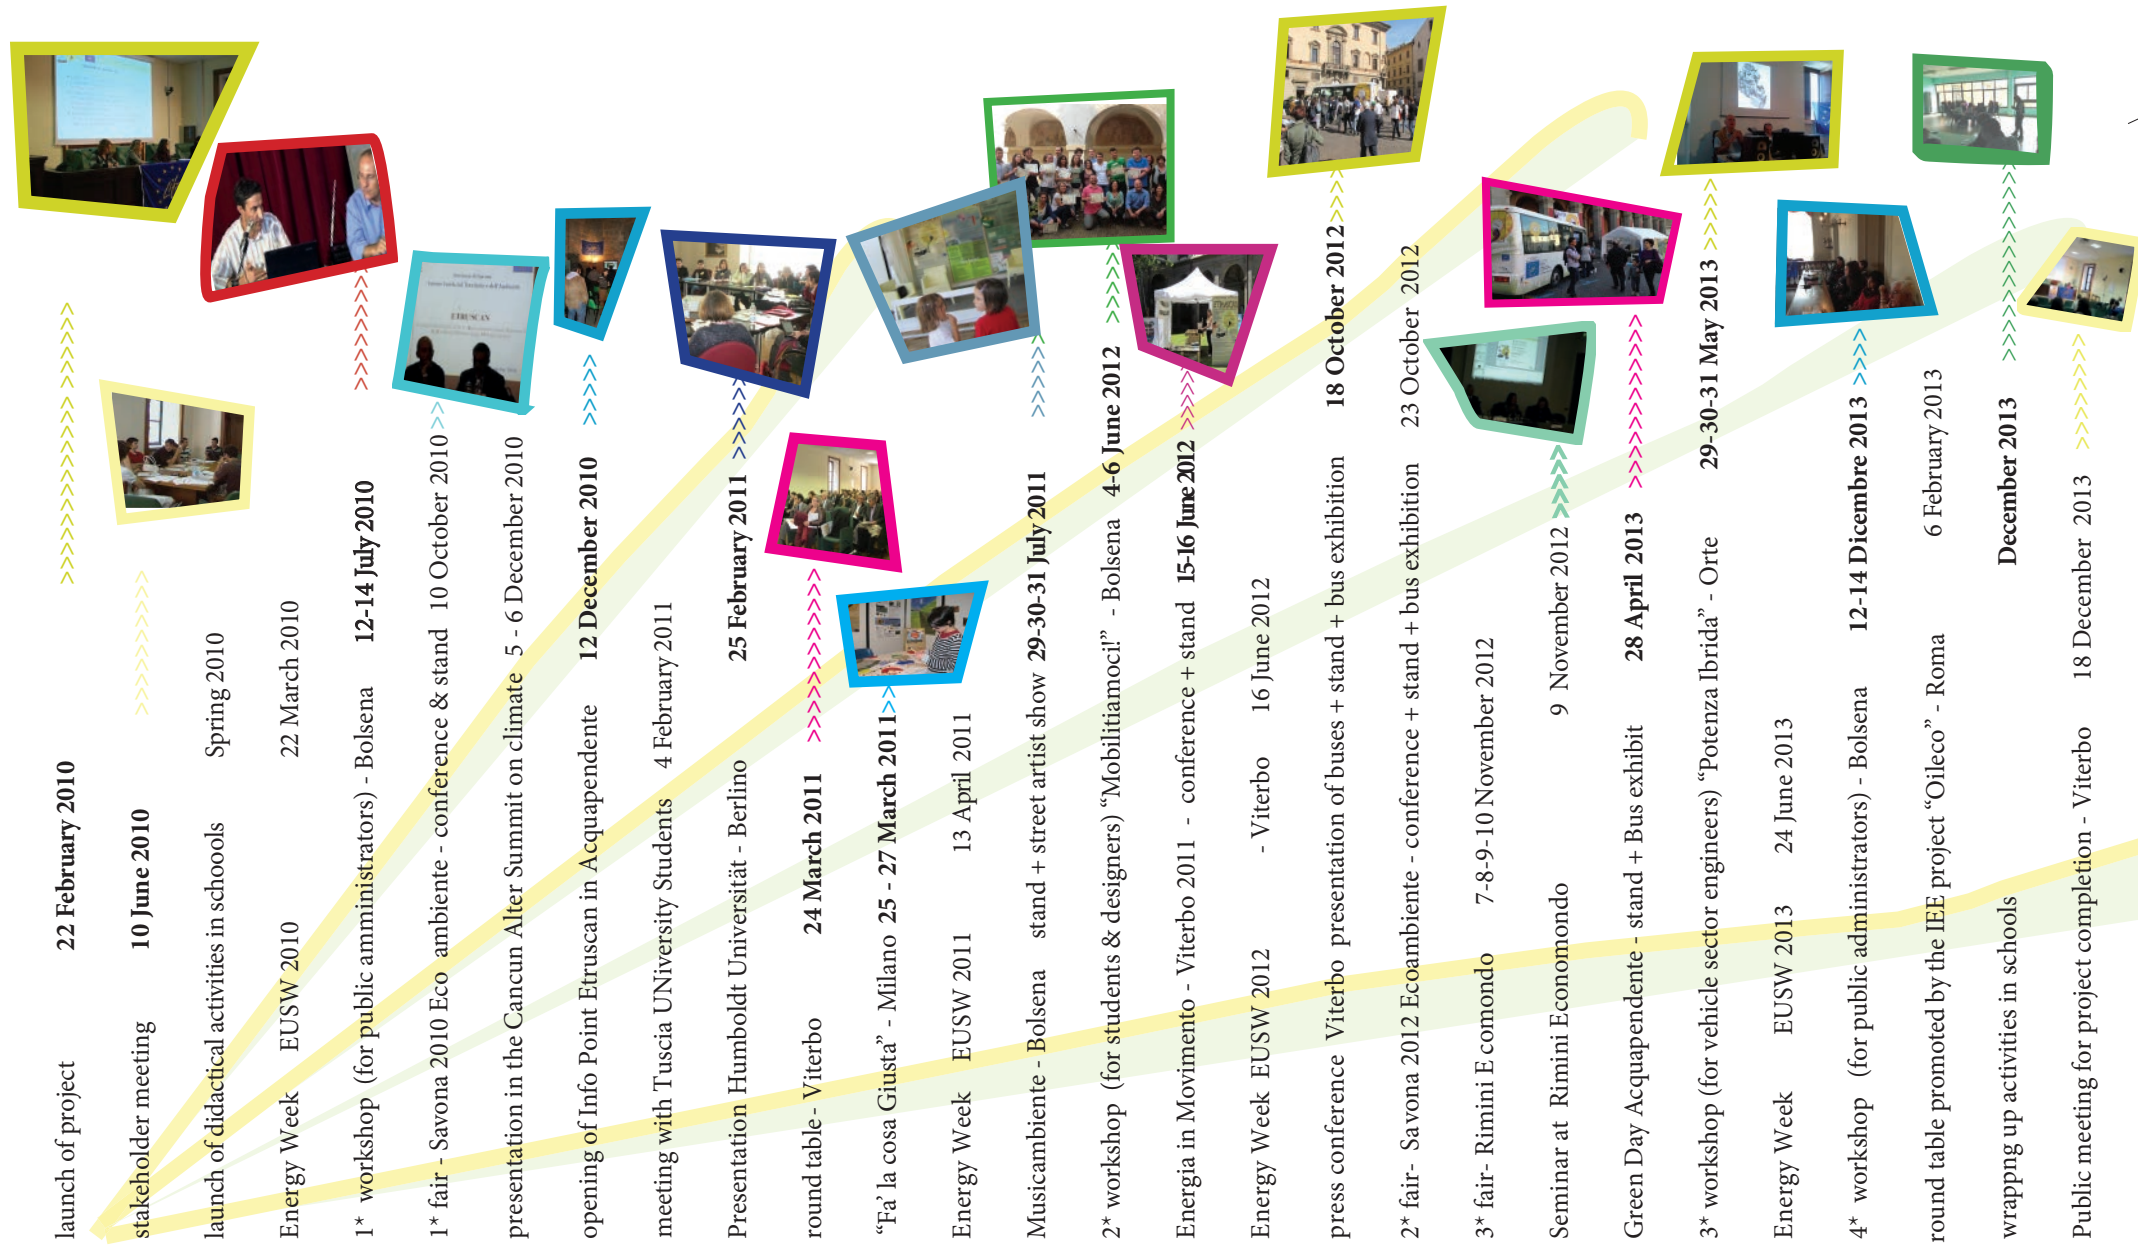 launch of project 22 February 2010
stakeholder meeting 10 June 2010
launch of didactical activities in schoools Spring 2010
Energy Week EUSW 2010 22 March 2010
1* workshop (for public amministrators) - Bolsena 12-14 July 2010
1* fair - Savona 2010 Eco ambiente - conference & stand 10 October 2010
presentation in the Cancun Alter Summit on climate 5 - 6 December 2010
opening of Info Point Etruscan in Acquapendente 12 December 2010
meeting with Tuscia UNiversity Students 4 February 2011
Presentation Humboldt Universität - Berlino 25 February 2011
round table - Viterbo 24 March 2011
“Fa’ la cosa Giusta” - Milano 25 - 27 March 2011
Energy Week EUSW 2011 13 April 2011
Musicambiente - Bolsena stand + street artist show 29-30-31 July 2011
2* workshop (for students & designers) “Mobilitiamoci!” - Bolsena 4-6 June 2012
Energia in Movimento - Viterbo 2011 - conference + stand 15-16 June 2012
Energy Week EUSW 2012 - Viterbo 16 June 2012
press conference Viterbo presentation of buses + stand + bus exhibition 18 October 2012
2* fair- Savona 2012 Ecoambiente - conference + stand + bus exhibition 23 October 2012
3* fair- Rimini E comondo 7-8-9-10 November 2012
Seminar at Rimini Economondo 9 November 2012
Green Day Acquapendente - stand + Bus exhibit 28 April 2013
3* workshop (for vehicle sector engineers) “Potenza Ibrida” - Orte 29-30-31 May 2013
Energy Week EUSW 2013 24 June 2013
4* workshop (for public administrators) - Bolsena 12-14 Dicembre 2013
round table promoted by the IEE project “Oileco” - Roma 6 February 2013
wrappng up activities in schools December 2013
Public meeting for project completion - Viterbo 18 December 2013
ETRUSCAN